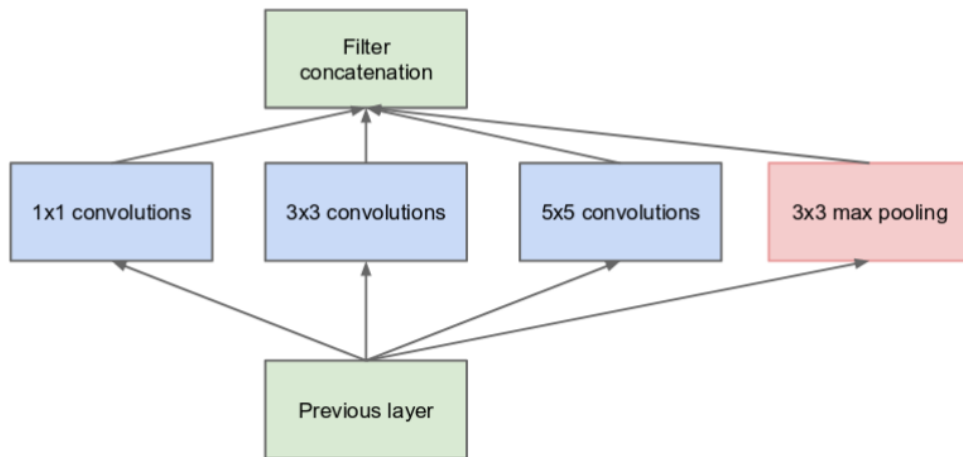 Filter
concatenation
1x1 convolutions
3x3 convolutions
5x5 convolutions
3x3 max pooling
Previous layer